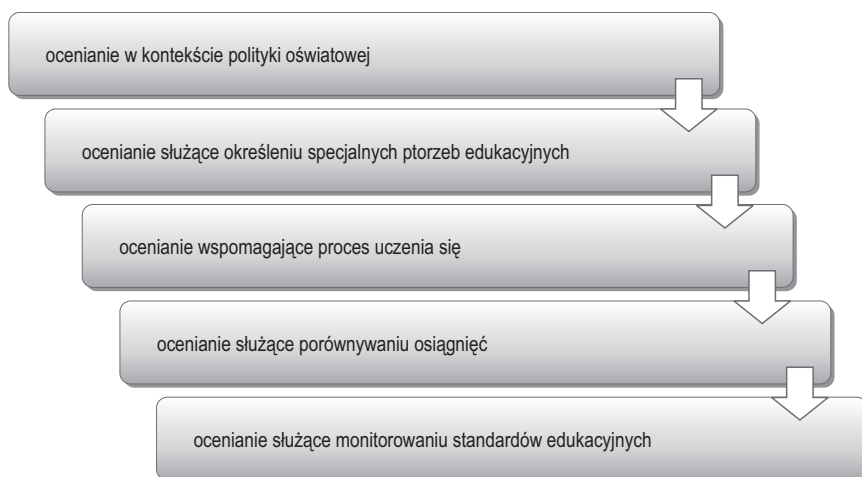 ocenianie w kontekście polityki oświatowej
ocenianie służące określeniu specjalnych ptorzeb edukacyjnych
ocenianie wspomagające proces uczenia się
ocenianie służące porównywaniu osiągnięć
ocenianie służące monitorowaniu standardów edukacyjnych